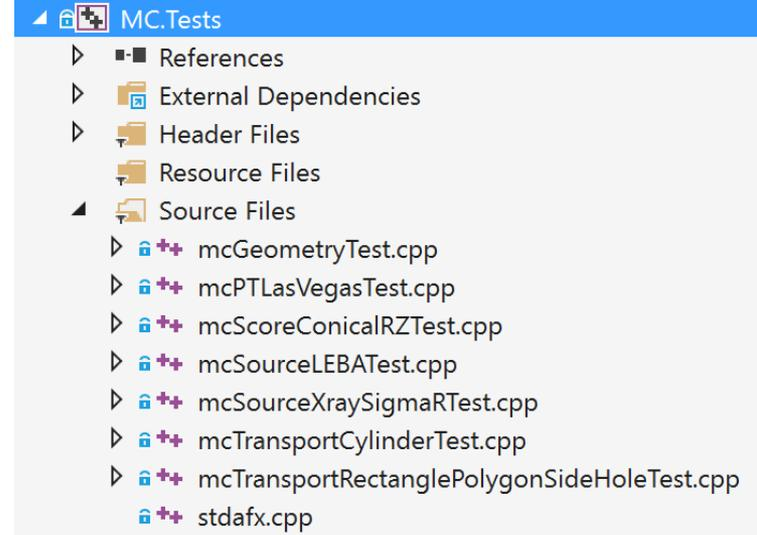 MC.Tests
References
External Dependencies
Header Files
Resource Files
Source Files
mcGeometryTest.cpp
mcPTLasVegasTest.cpp
mcScoreConicalRZTest.cpp
mcSourceLEBATest.cpp
mcSourceXraySigmaRTest.cpp
mcTransportCylinderTest.cpp
mcTransportRectanglePolygonSideHoleTest.cpp
stdafx.cpp